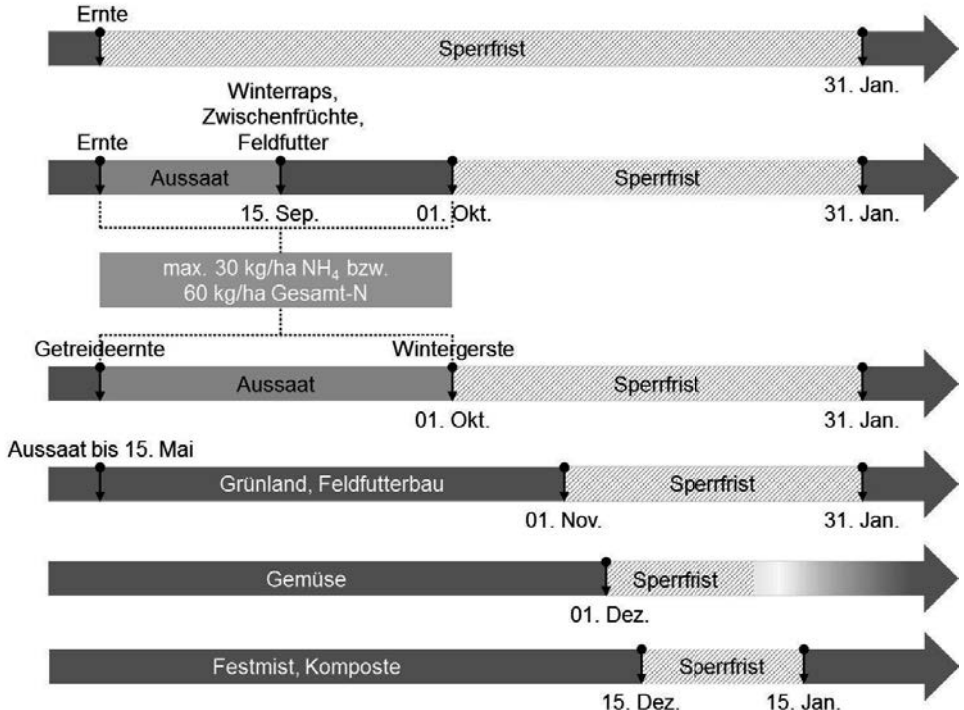 Ernte
Sperrfrist
31. Jan.
Winterraps,
Zwischenfrüchte,
Feldfutter
Ernte
Aussaat
Sperrfrist
15. Sep.
01. Okt.
31. Jan.
max. 30 kg/ha NH₄ bzw.
60 kg/ha Gesamt-N
Getreideernte
Wintergerste
Aussaat
Sperrfrist
01. Okt.
31. Jan.
Aussaat bis 15. Mai
Grünland, Feldfutterbau
Sperrfrist
01. Nov.
31. Jan.
Gemüse
Sperrfrist
01. Dez.
Festmist, Komposte
Sperrfrist
15. Dez.
15. Jan.